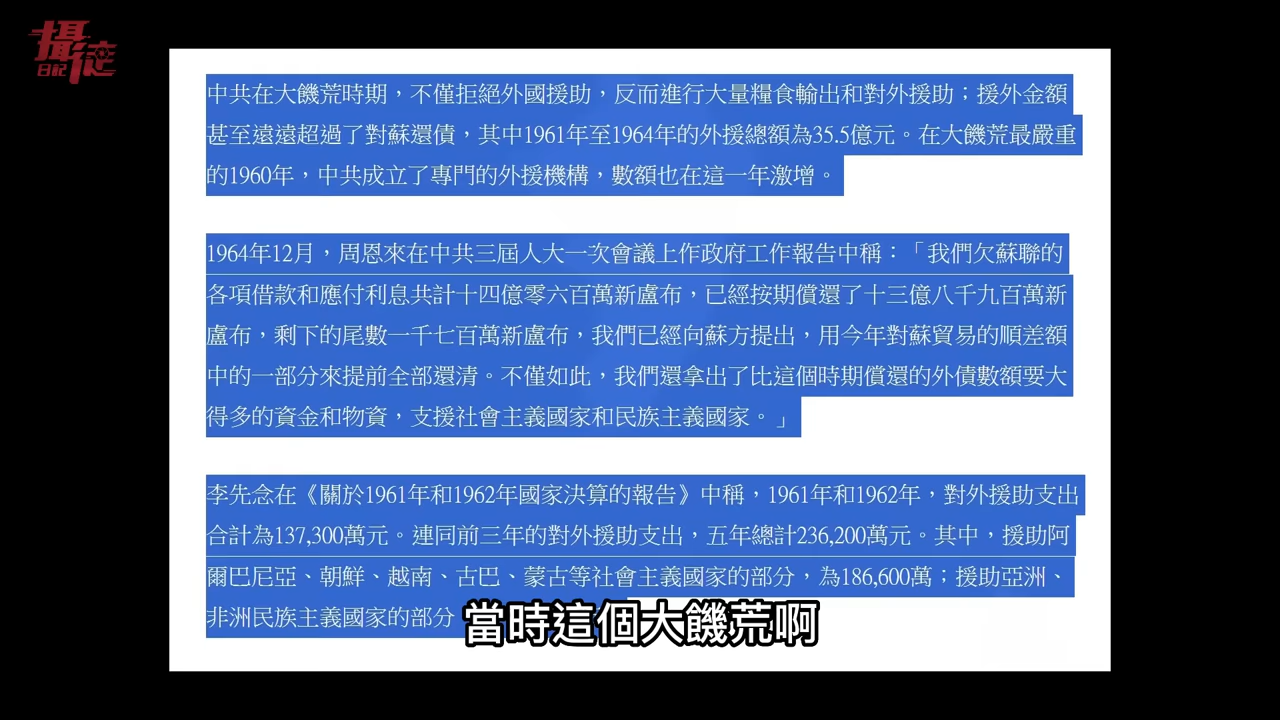 攝徒
日記
中共在大饑荒時期，不僅拒絕外國援助，反而進行大量糧食輸出和對外援助；援外金額
甚至遠遠超過了對蘇還債，其中1961年至1964年的外援總額為35.5億元。在大饑荒最嚴重
的1960年，中共成立了專門的外援機構，數額也在這一年激增。
1964年12月，周恩來在中共三屆人大一次會議上作政府工作報告中稱：「我們欠蘇聯的
各項借款和應付利息共計十四億零六百萬新盧布，已經按期償還了十三億八千九百萬新
盧布，剩下的尾數一千七百萬新盧布，我們已經向蘇方提出，用今年對蘇貿易的順差額
中的一部分來提前全部還清。不僅如此，我們還拿出了比這個時期償還的外債數額要大
得多的資金和物資，支援社會主義國家和民族主義國家。」
李先念在《關於1961年和1962年國家決算的報告》中稱，1961年和1962年，對外援助支出
合計為137,300萬元。連同前三年的對外援助支出，五年總計236,200萬元。其中，援助阿
爾巴尼亞、朝鮮、越南、古巴、蒙古等社會主義國家的部分，為186,600萬；援助亞洲、
非洲民族主義國家的部分
當時這個大饑荒啊